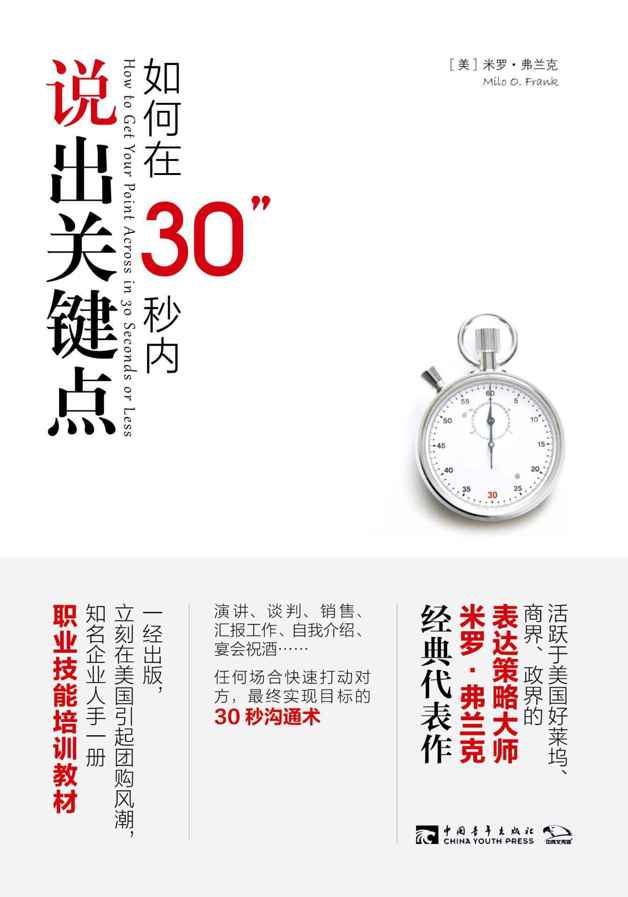 [美]米罗·弗兰克
Milo O. Frank
如何在
30”
秒内
How to Get Your Point Across in 30 Seconds or Less
说出关键点
60
5
10
15
20
25
30
35
40
45
50
55
活跃于美国好莱坞、
商界、政界的
表达策略大师
米罗·弗兰克
经典代表作
演讲、谈判、销售、
汇报工作、自我介绍、
宴会祝酒……
任何场合快速打动对
方,最终实现目标的
30 秒沟通术
一经出版,
立刻在美国引起团购风潮,
知名企业人手一册
职业技能培训教材
中国青年出版社
CHINA YOUTH PRESS